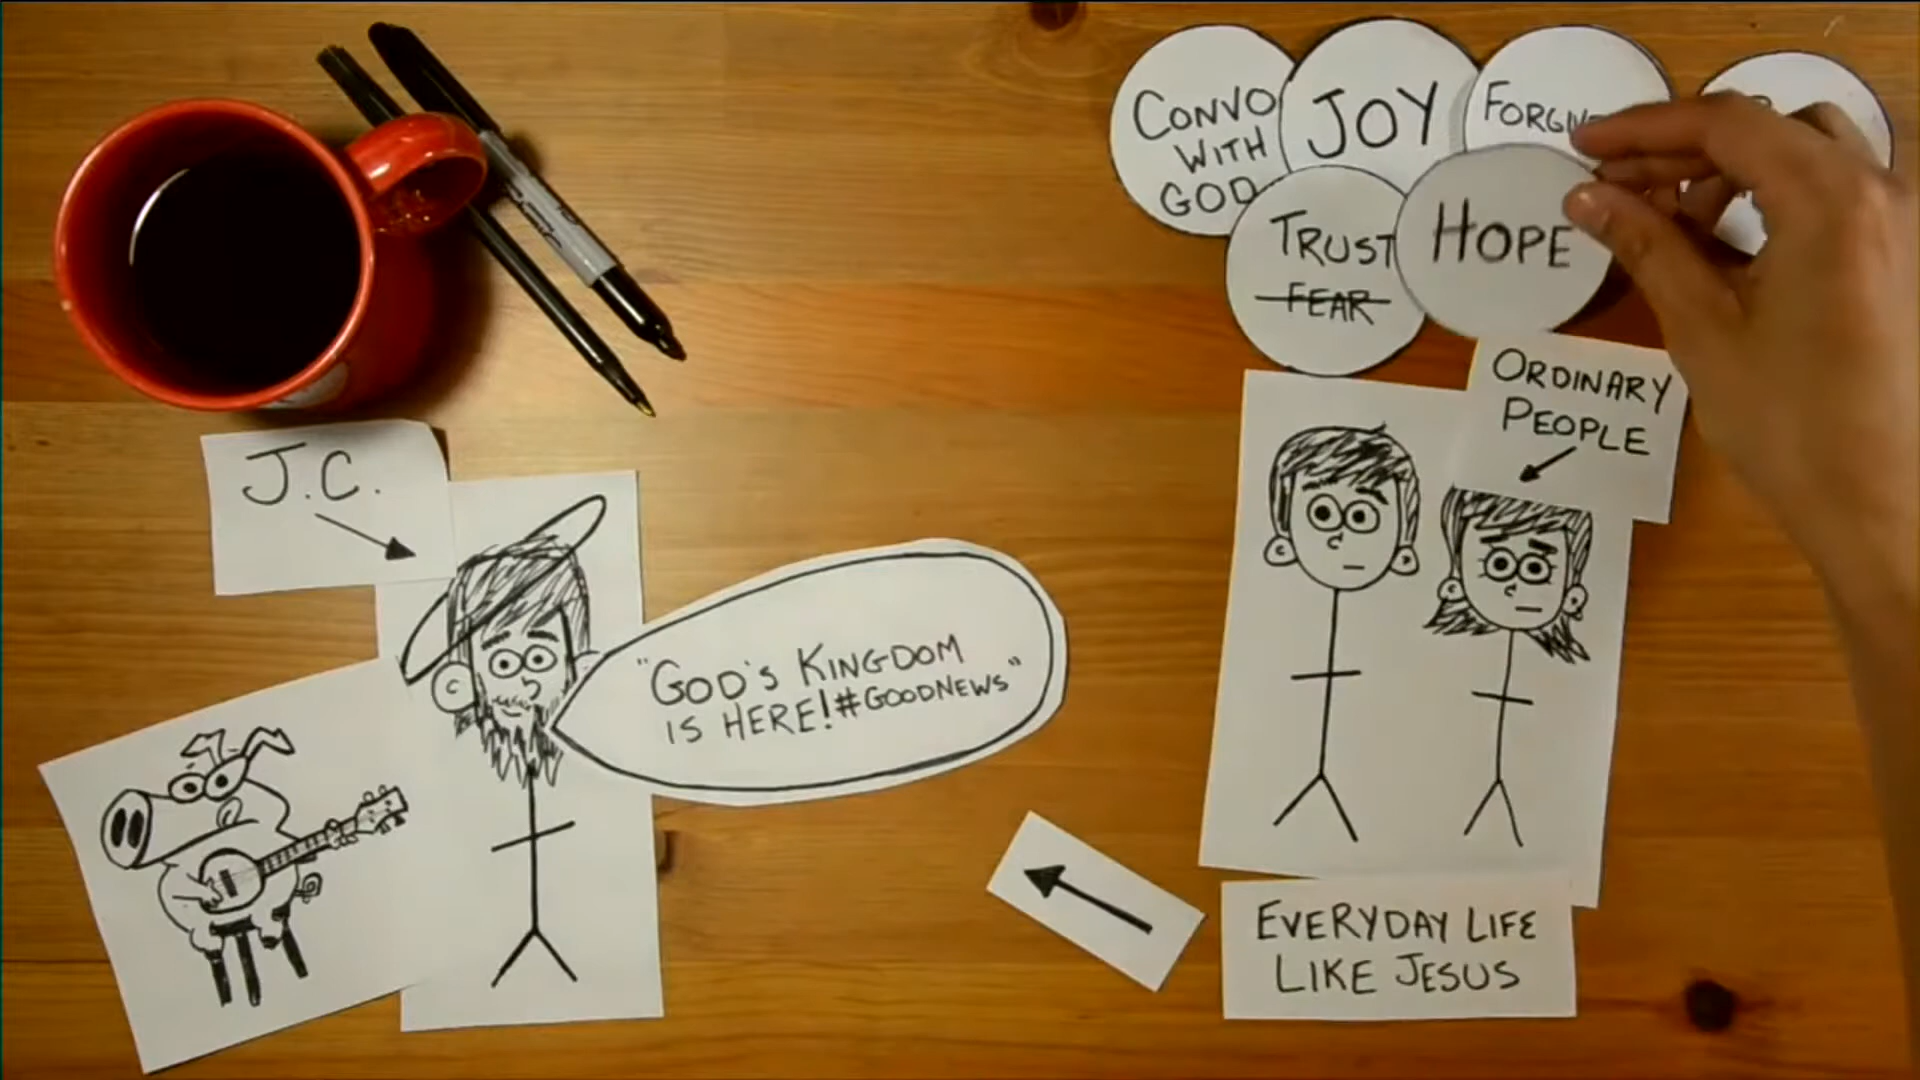 CONVO
WITH
GOD
JOY
TRUST
FEAR
HOPE
ORDINARY
PEOPLE
J.C.
"GOD'S KINGDOM
IS HERE! #GOODNEWS"
EVERYDAY LIFE
LIKE JESUS